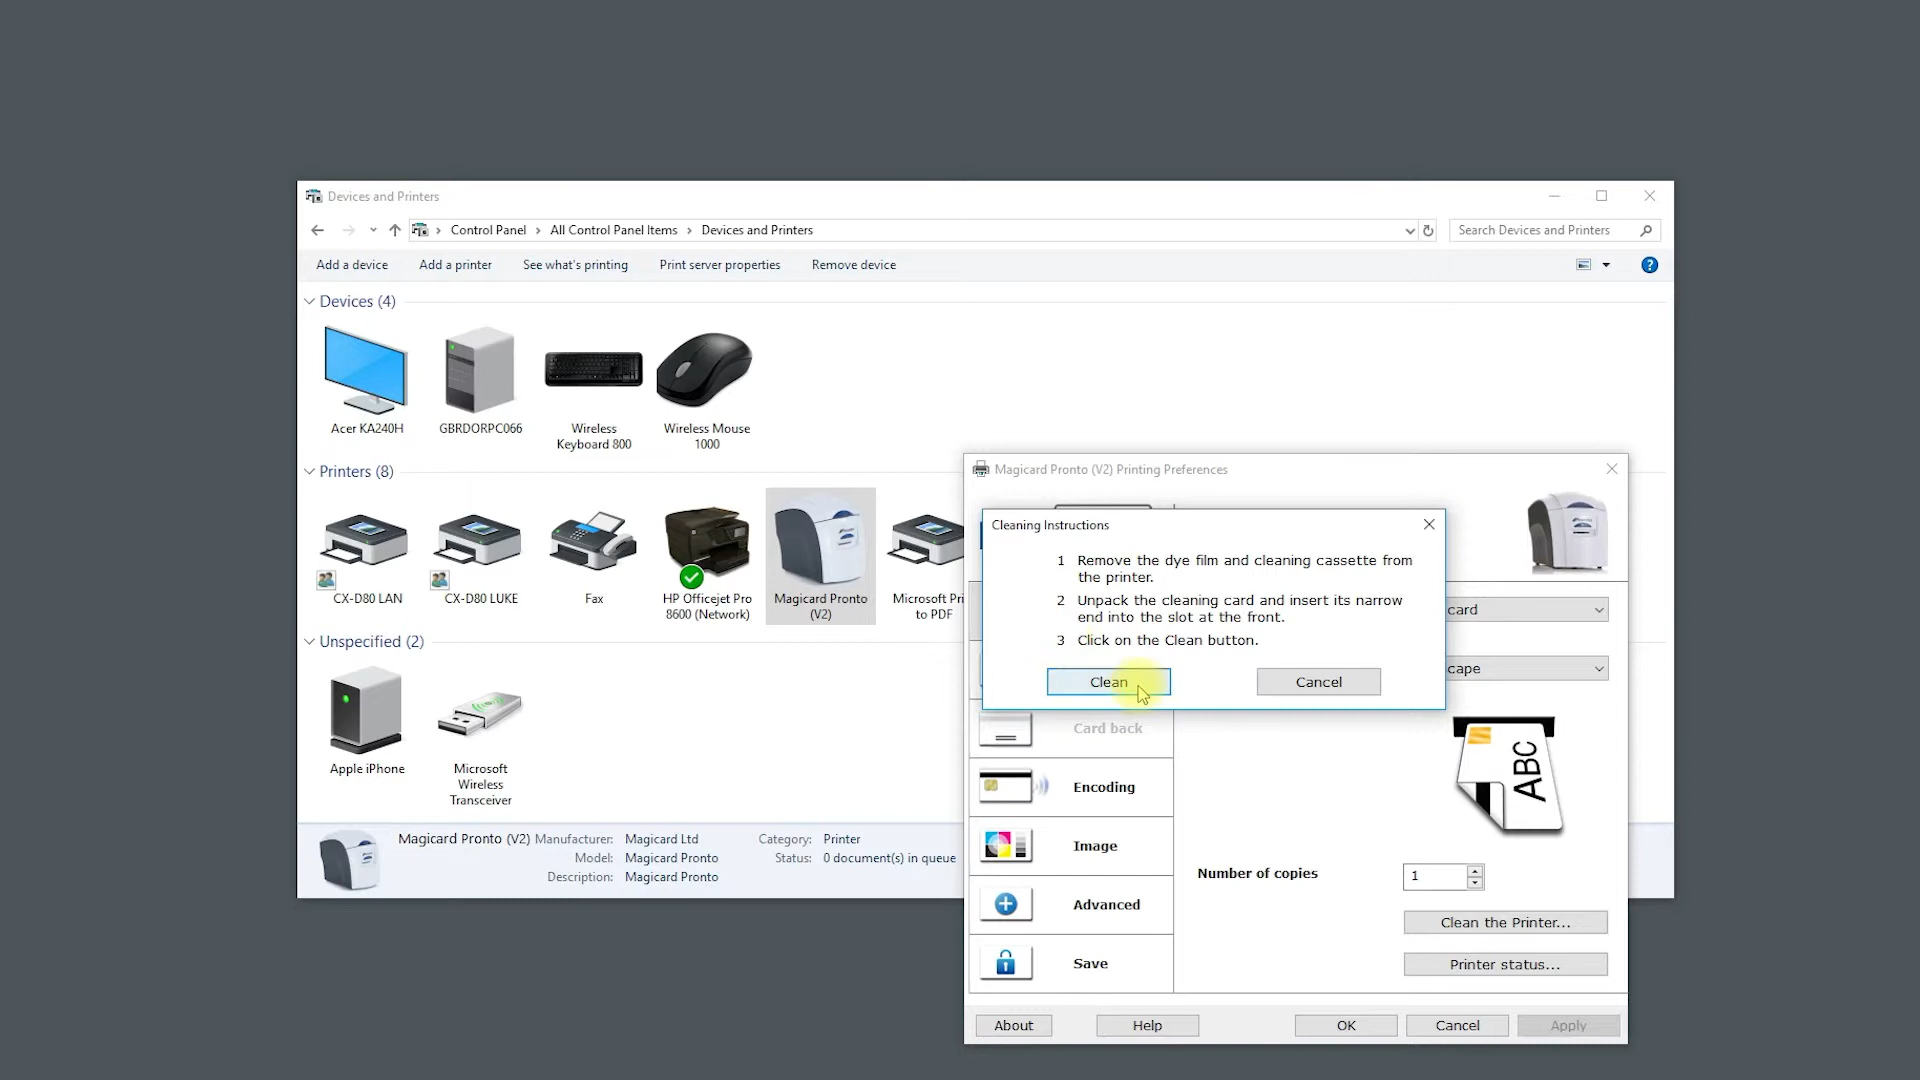 Devices and Printers
Control Panel > All Control Panel Items > Devices and Printers
Search Devices and Printers
Add a device
Add a printer
See what's printing
Print server properties
Remove device
Devices (4)
Acer KA240H
GBRDORPC066
Wireless
Keyboard 800
Wireless Mouse
1000
Printers (8)
CX-D80 LAN
CX-D80 LUKE
Fax
HP Officejet Pro
8600 (Network)
Magicard Pronto
(V2)
Microsoft Pri
to PDF
Unspecified (2)
Apple iPhone
Microsoft
Wireless
Transceiver
Magicard Pronto (V2)
Manufacturer: Magicard Ltd
Model: Magicard Pronto
Description: Magicard Pronto
Category: Printer
Status: 0 document(s) in queue
Magicard Pronto (V2) Printing Preferences
Cleaning Instructions
1 Remove the dye film and cleaning cassette from
the printer.
2 Unpack the cleaning card and insert its narrow
end into the slot at the front.
3 Click on the Clean button.
Clean
Cancel
card
cape
Card back
Encoding
Image
Advanced
Save
ABC
Number of copies
1
Clean the Printer...
Printer status...
About
Help
OK
Cancel
Apply